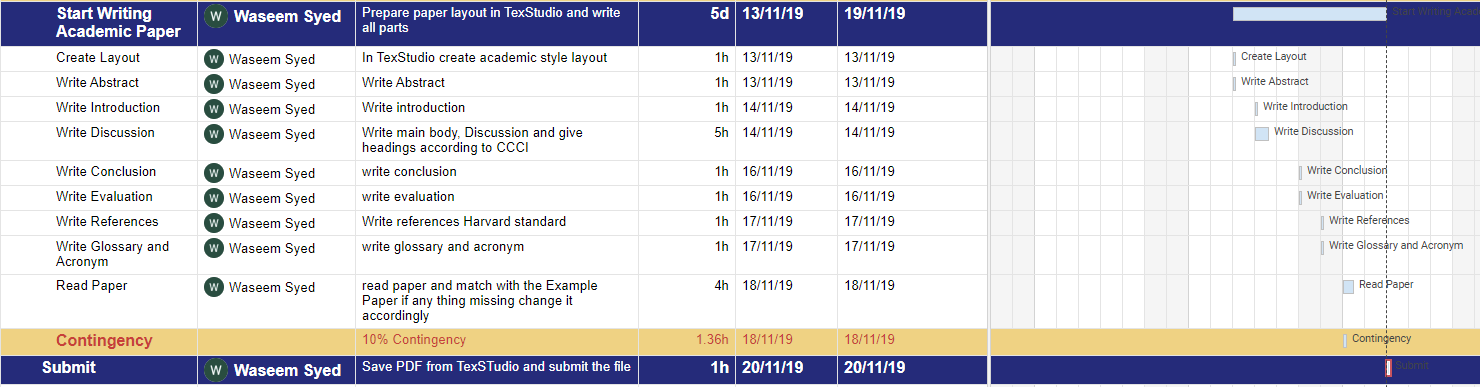 Start Writing Academic Paper W Waseem Syed Prepare paper layout in TexStudio and write all parts 5d 13/11/19 19/11/19 Start Writing Acad
Create Layout W Waseem Syed In TexStudio create academic style layout 1h 13/11/19 13/11/19 Create Layout
Write Abstract W Waseem Syed Write Abstract 1h 13/11/19 13/11/19 Write Abstract
Write Introduction W Waseem Syed Write introduction 1h 14/11/19 14/11/19 Write Introduction
Write Discussion W Waseem Syed Write main body, Discussion and give headings according to CCCI 5h 14/11/19 14/11/19 Write Discussion
Write Conclusion W Waseem Syed write conclusion 1h 16/11/19 16/11/19 Write Conclusion
Write Evaluation W Waseem Syed write evaluation 1h 16/11/19 16/11/19 Write Evaluation
Write References W Waseem Syed Write references Harvard standard 1h 17/11/19 17/11/19 Write References
Write Glossary and Acronym W Waseem Syed write glossary and acronym 1h 17/11/19 17/11/19 Write Glossary and Acronym
Read Paper W Waseem Syed read paper and match with the Example Paper if any thing missing change it accordingly 4h 18/11/19 18/11/19 Read Paper
Contingency 10% Contingency 1.36h 18/11/19 18/11/19 Contingency
Submit W Waseem Syed Save PDF from TexSTudio and submit the file 1h 20/11/19 20/11/19 Submit